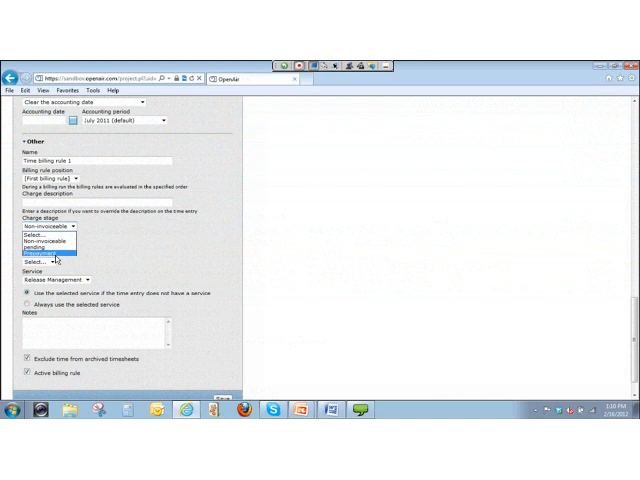 https://sandbox.openair.com/project.pl?uid=
OpenAir
File Edit View Favorites Tools Help
Clear the accounting date
Accounting date Accounting period
July 2011 (default)
Other
Name
Time billing rule 1
Billing rule position
[First billing rule]
During a billing run the billing rules are evaluated in the specified order
Charge description
Enter a description if you want to override the description on the time entry
Charge stage
Non-invoiceable
Select...
Non-invoiceable
pending
Prepayment
Select...
Service
Release Management
Use the selected service if the time entry does not have a service
Always use the selected service
Notes
Exclude time from archived timesheets
Active billing rule
Save
1:10 PM
2/16/2012